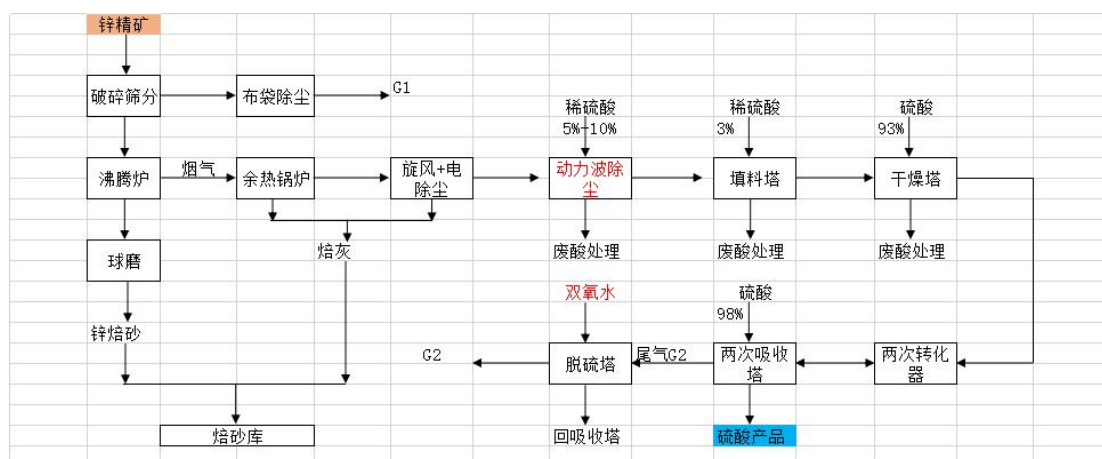 锌精矿
破碎筛分
布袋除尘
G1
稀硫酸
5%-10%
稀硫酸
3%
硫酸
93%
沸腾炉
烟气
余热锅炉
旋风+电
除尘
动力波除
尘
填料塔
干燥塔
球磨
焙灰
废酸处理
废酸处理
废酸处理
双氧水
硫酸
98%
锌焙砂
G2
脱硫塔
尾气G2
两次吸收
塔
两次转化
器
焙砂库
回吸收塔
硫酸产品